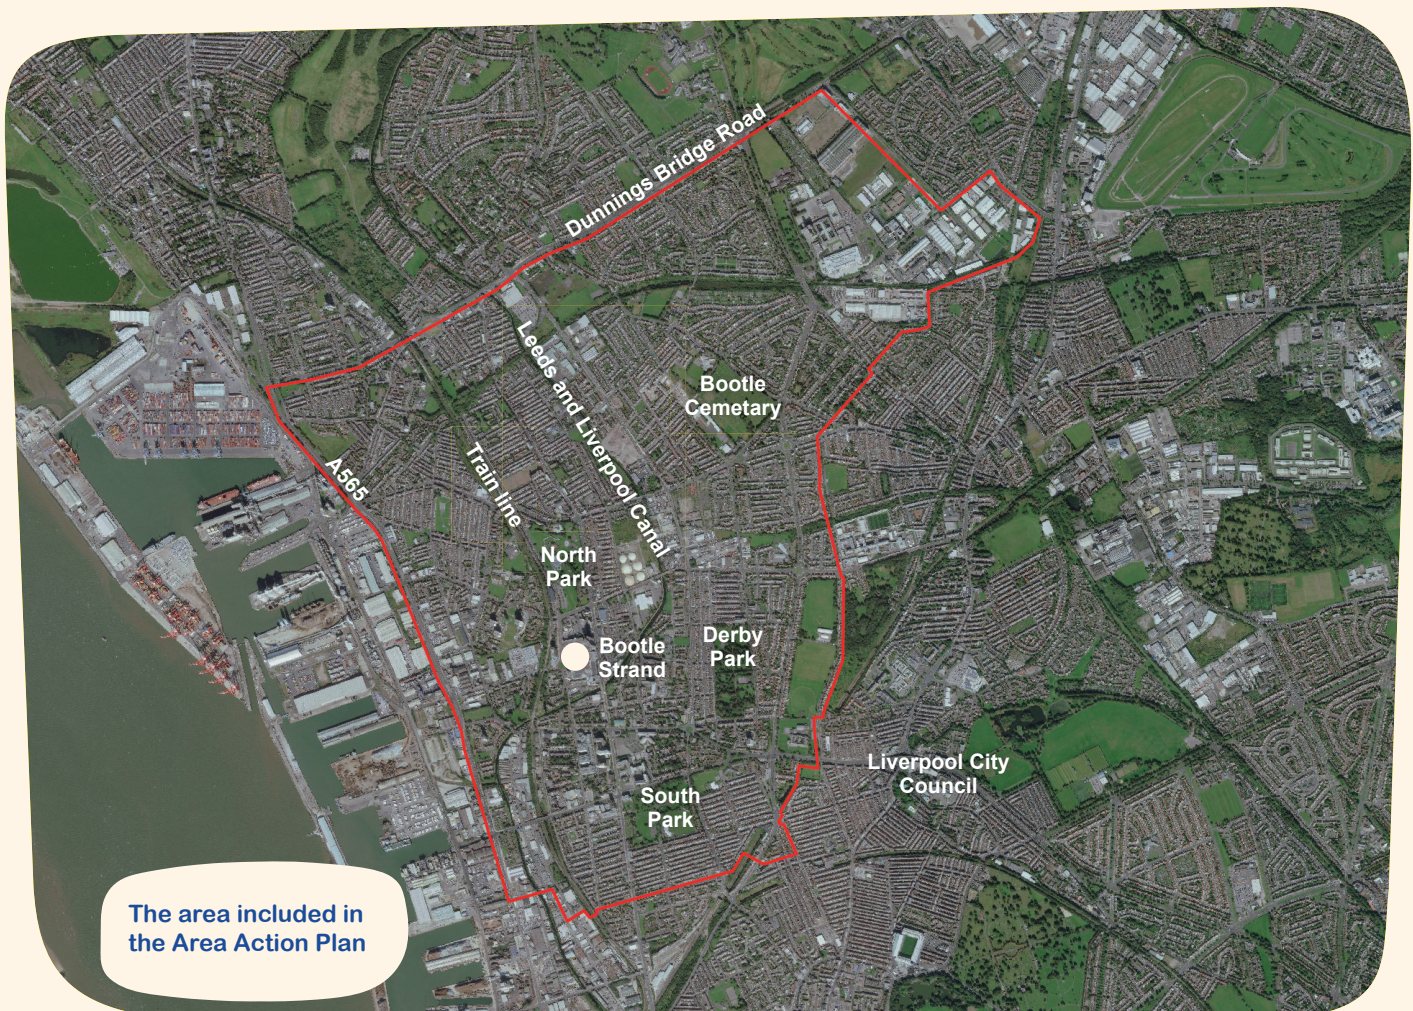 Dunnings Bridge Road
Leeds and Liverpool Canal
Bootle
Cemetary
A565
Train line
North
Park
Bootle
Strand
Derby
Park
Liverpool City
Council
South
Park
The area included in
the Area Action Plan